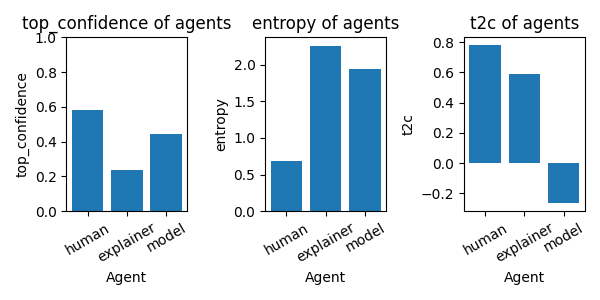 top_confidence of agents
entropy of agents
t2c of agents
top_confidence
1.0
0.8
0.6
0.4
0.2
0.0
human
explainer
model
Agent
entropy
2.0
1.5
1.0
0.5
0.0
human
explainer
model
Agent
t2c
0.8
0.6
0.4
0.2
0.0
−0.2
human
explainer
model
Agent